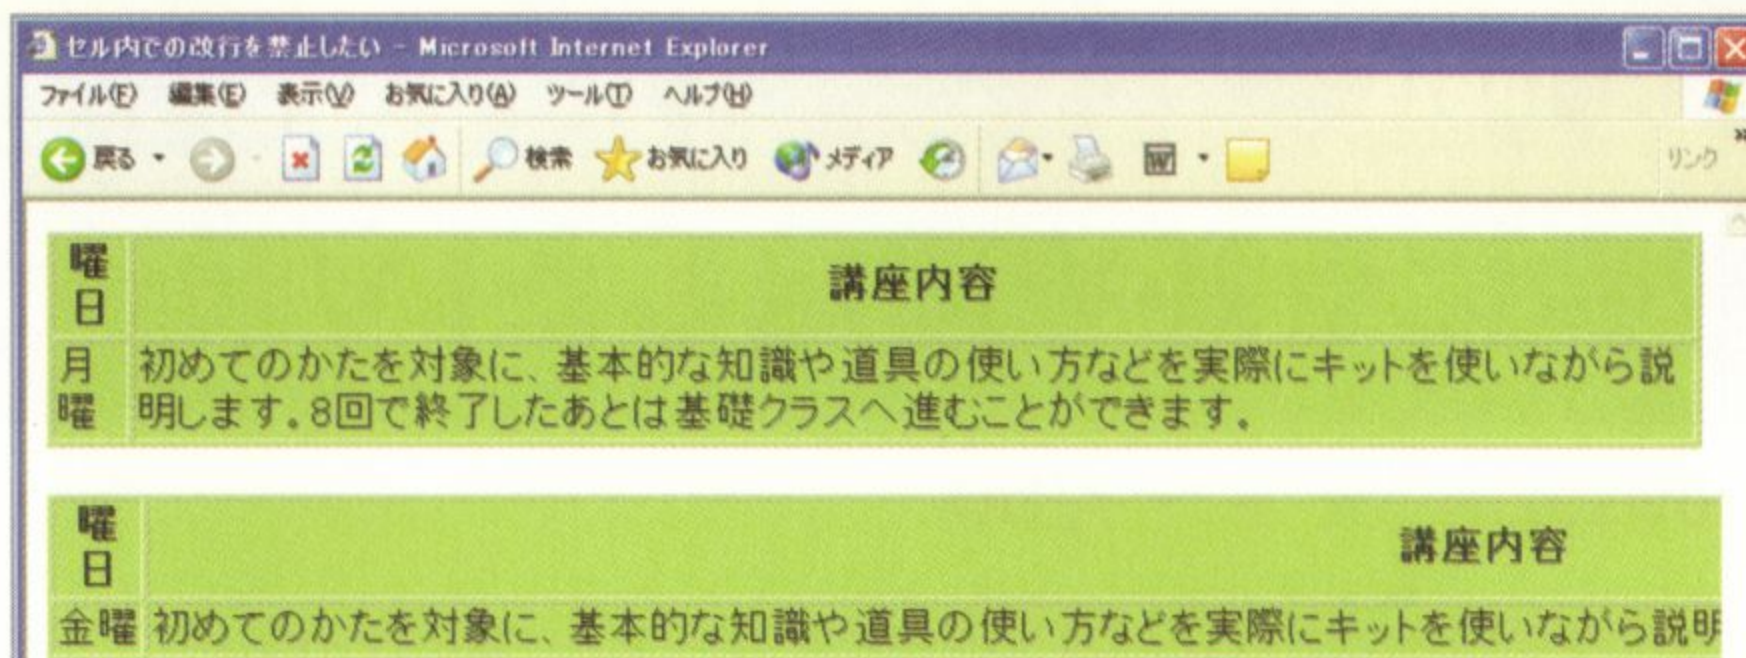 セル内での改行を禁止したい - Microsoft Internet Explorer
ファイル(F) 編集(E) 表示(V) お気に入り(A) ツール(T) ヘルプ(H)
戻る 検索 お気に入り メディア W リンク »
曜
日
講座内容
月
曜
初めてのかたを対象に、基本的な知識や道具の使い方などを実際にキットを使いながら説
明します。8回で終了したあとは基礎クラスへ進むことができます。
曜
日
講座内容
金曜 初めてのかたを対象に、基本的な知識や道具の使い方などを実際にキットを使いながら説明